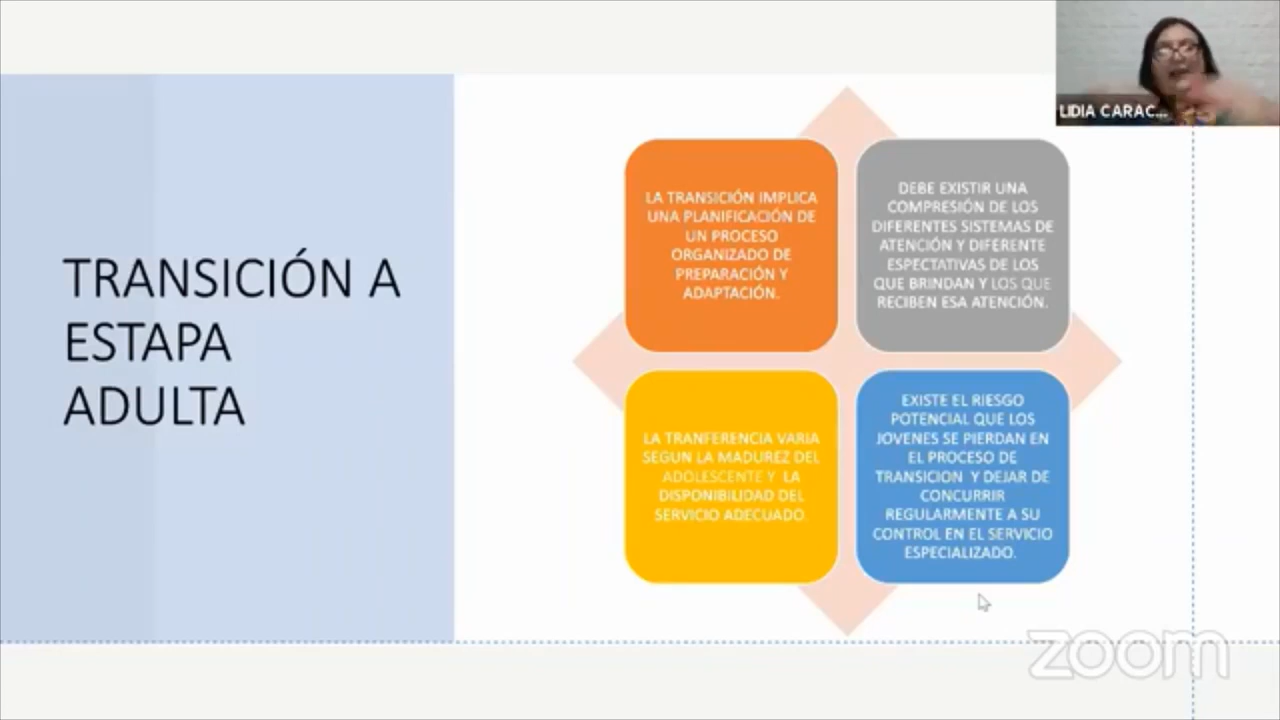 TRANSICIÓN A
ESTAPA
ADULTA
LA TRANSICIÓN IMPLICA
UNA PLANIFICACIÓN DE
UN PROCESO
ORGANIZADO DE
PREPARACIÓN Y
ADAPTACIÓN.
DEBE EXISTIR UNA
COMPRESIÓN DE LOS
DIFERENTES SISTEMAS DE
ATENCIÓN Y DIFERENTE
ESPECTATIVAS DE LOS
QUE BRINDAN Y LOS QUE
RECIBEN ESA ATENCIÓN.
LA TRANFERENCIA VARIA
SEGUN LA MADUREZ DEL
ADOLESCENTE Y LA
DISPONIBILIDAD DEL
SERVICIO ADECUADO.
EXISTE EL RIESGO
POTENCIAL QUE LOS
JOVENES SE PIERDAN EN
EL PROCESO DE
TRANSICION Y DEJAR DE
CONCURRIR
REGULARMENTE A SU
CONTROL EN EL SERVICIO
ESPECIALIZADO.
LIDIA CARAC...
zoom